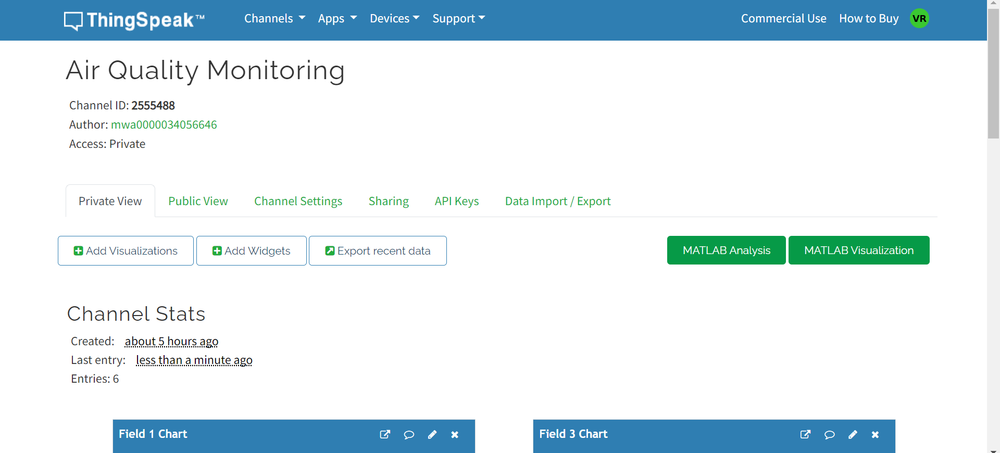 ThingSpeak™ Channels Apps Devices Support Commercial Use How to Buy VR
Air Quality Monitoring
Channel ID: 2555488
Author: mwa0000034056646
Access: Private
Private View Public View Channel Settings Sharing API Keys Data Import / Export
Add Visualizations Add Widgets Export recent data MATLAB Analysis MATLAB Visualization
Channel Stats
Created: about 5 hours ago
Last entry: less than a minute ago
Entries: 6
Field 1 Chart Field 3 Chart